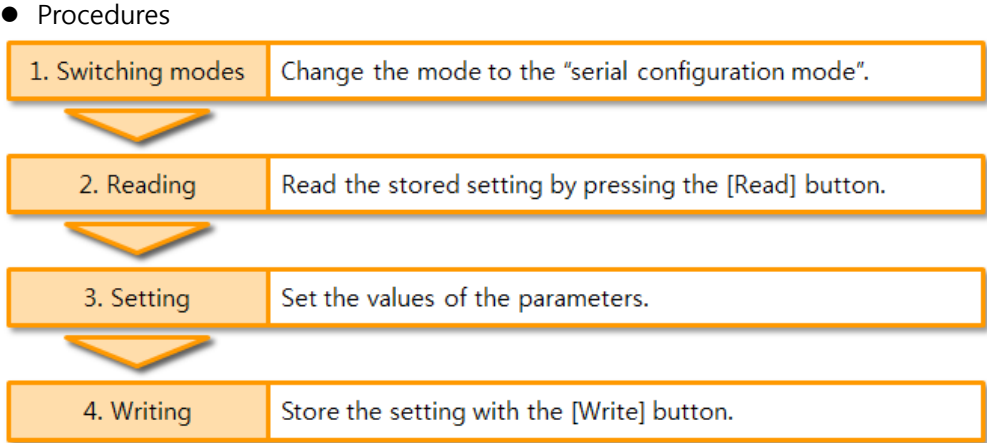 ● Procedures
1. Switching modes Change the mode to the “serial configuration mode”.
2. Reading Read the stored setting by pressing the [Read] button.
3. Setting Set the values of the parameters.
4. Writing Store the setting with the [Write] button.